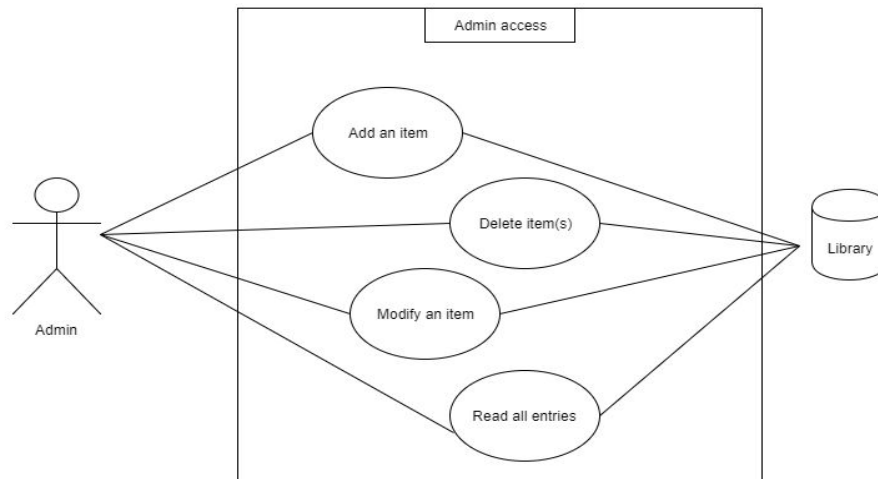 Admin access
Add an item
Delete item(s)
Library
Modify an item
Admin
Read all entries